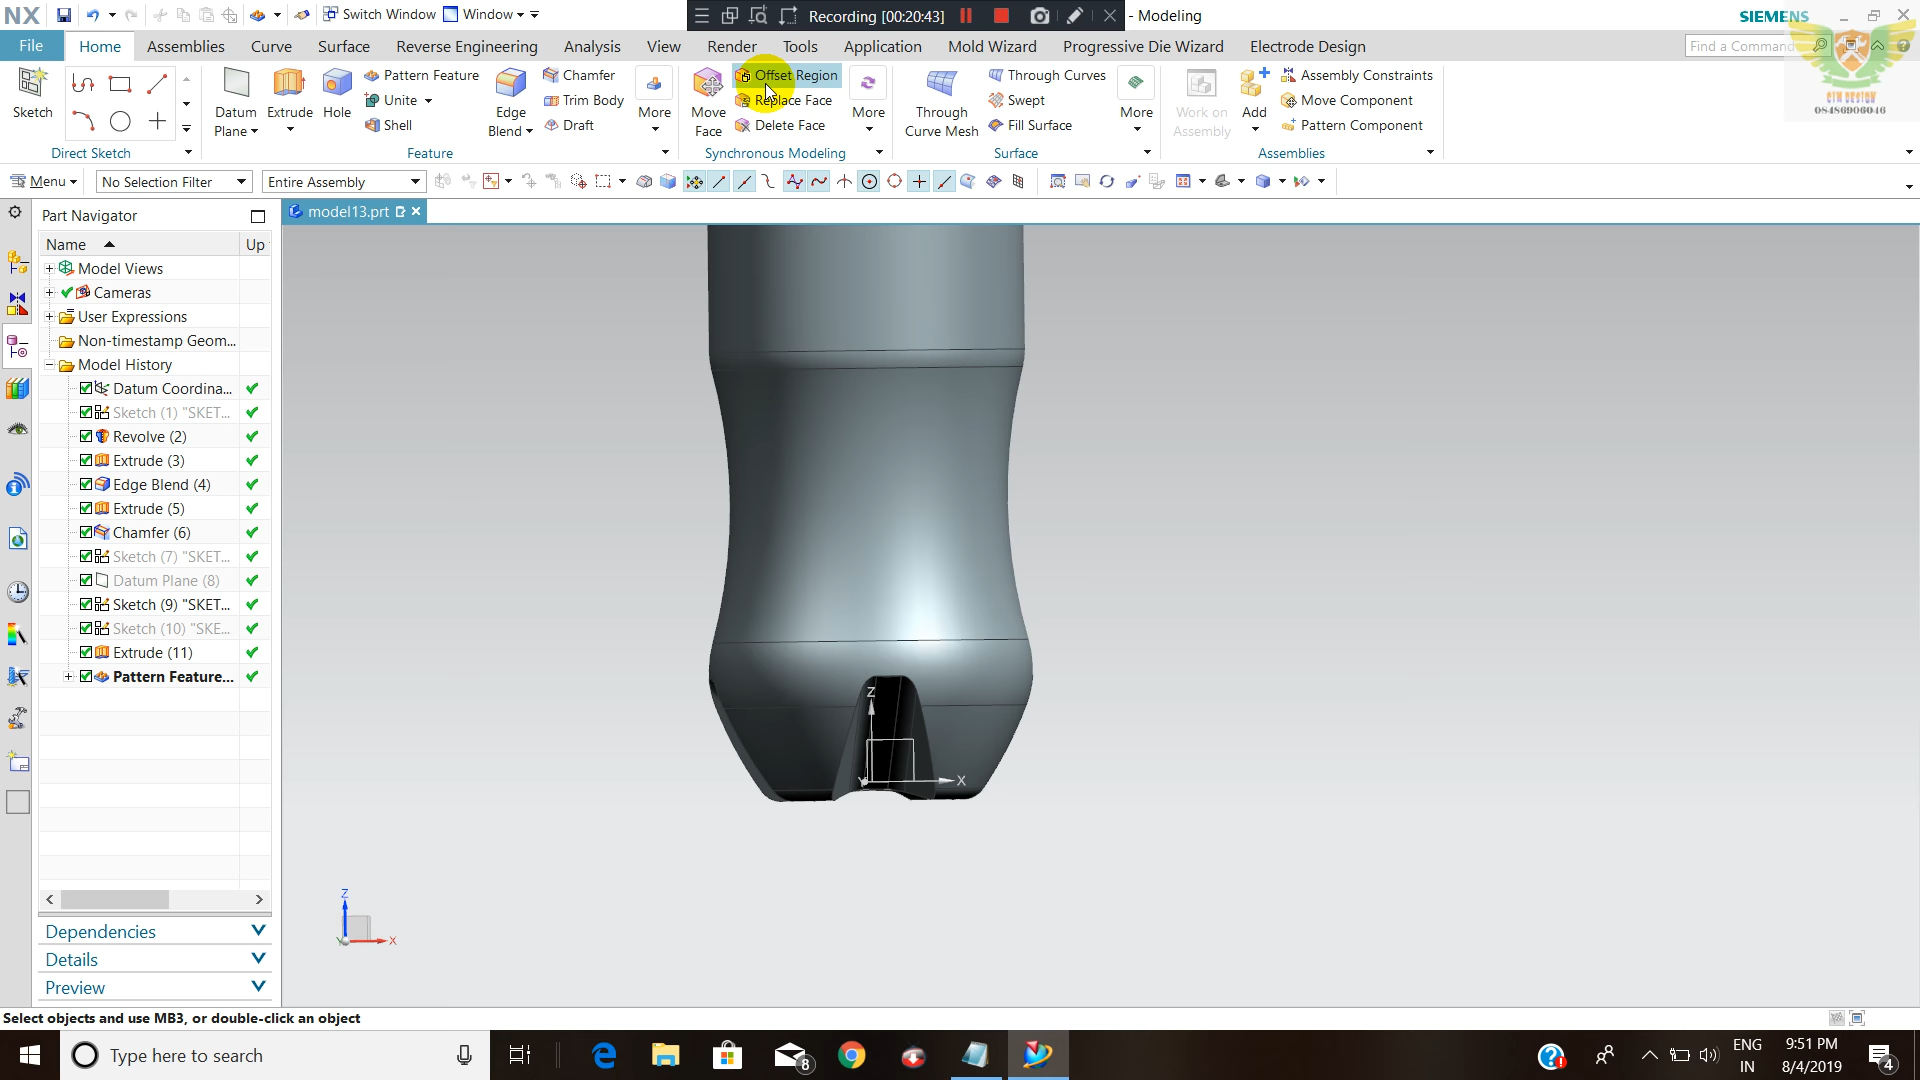 NX
Switch Window
Window
Recording [00:20:43]
- Modeling
SIEMENS
File
Home
Assemblies
Curve
Surface
Reverse Engineering
Analysis
View
Render
Tools
Application
Mold Wizard
Progressive Die Wizard
Electrode Design
Find a Command
Sketch
Datum
Plane
Extrude
Hole
Pattern Feature
Unite
Shell
Edge
Blend
Chamfer
Trim Body
Draft
More
Move
Face
Offset Region
Replace Face
Delete Face
More
Through
Curve Mesh
Through Curves
Swept
Fill Surface
More
Work on
Assembly
Add
Assembly Constraints
Move Component
Pattern Component
CTM DESIGN
08486906046
Direct Sketch
Feature
Synchronous Modeling
Surface
Assemblies
Menu
No Selection Filter
Entire Assembly
Part Navigator
model13.prt
Name
Up
Model Views
Cameras
User Expressions
Non-timestamp Geom...
Model History
Datum Coordina...
Sketch (1) "SKET...
Revolve (2)
Extrude (3)
Edge Blend (4)
Extrude (5)
Chamfer (6)
Sketch (7) "SKET...
Datum Plane (8)
Sketch (9) "SKET...
Sketch (10) "SKE...
Extrude (11)
Pattern Feature...
Z
X
Z
X
Dependencies
Details
Preview
Select objects and use MB3, or double-click an object
Type here to search
8
ENG
IN
9:51 PM
8/4/2019
4